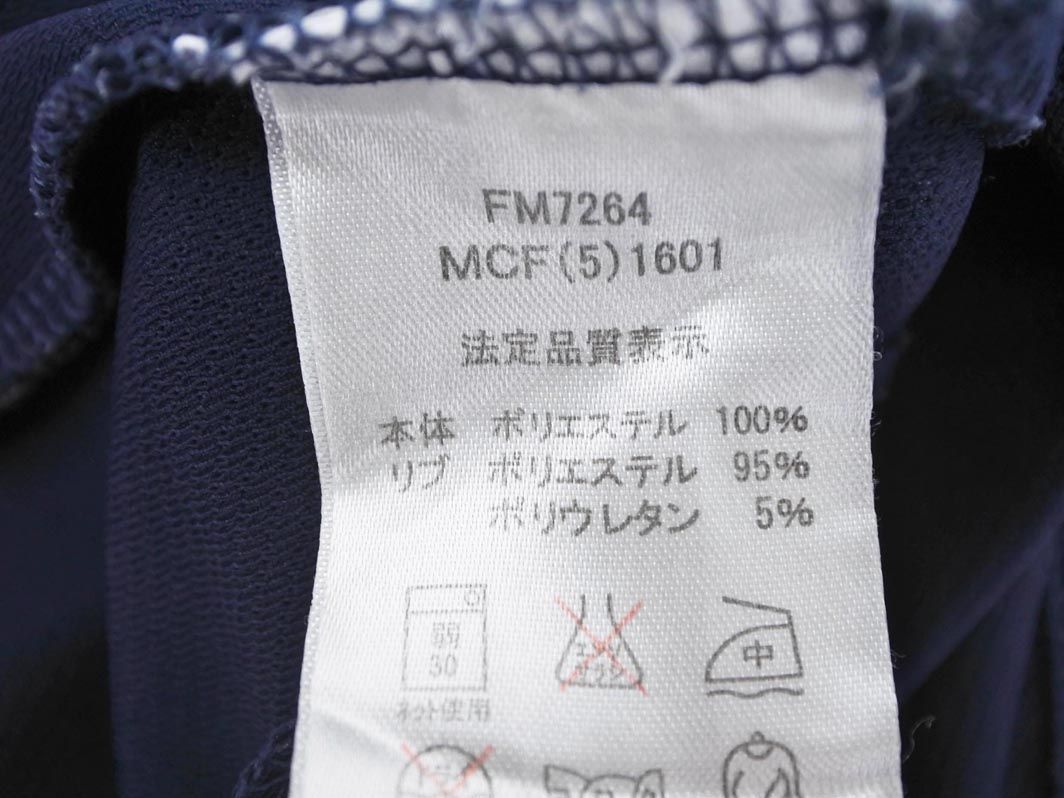 FM7264
MCF(5)1601
法定品質表示
本体 ポリエステル 100%
リブ ポリエステル 95%
ポリウレタン 5%
弱
30
中
ネット使用